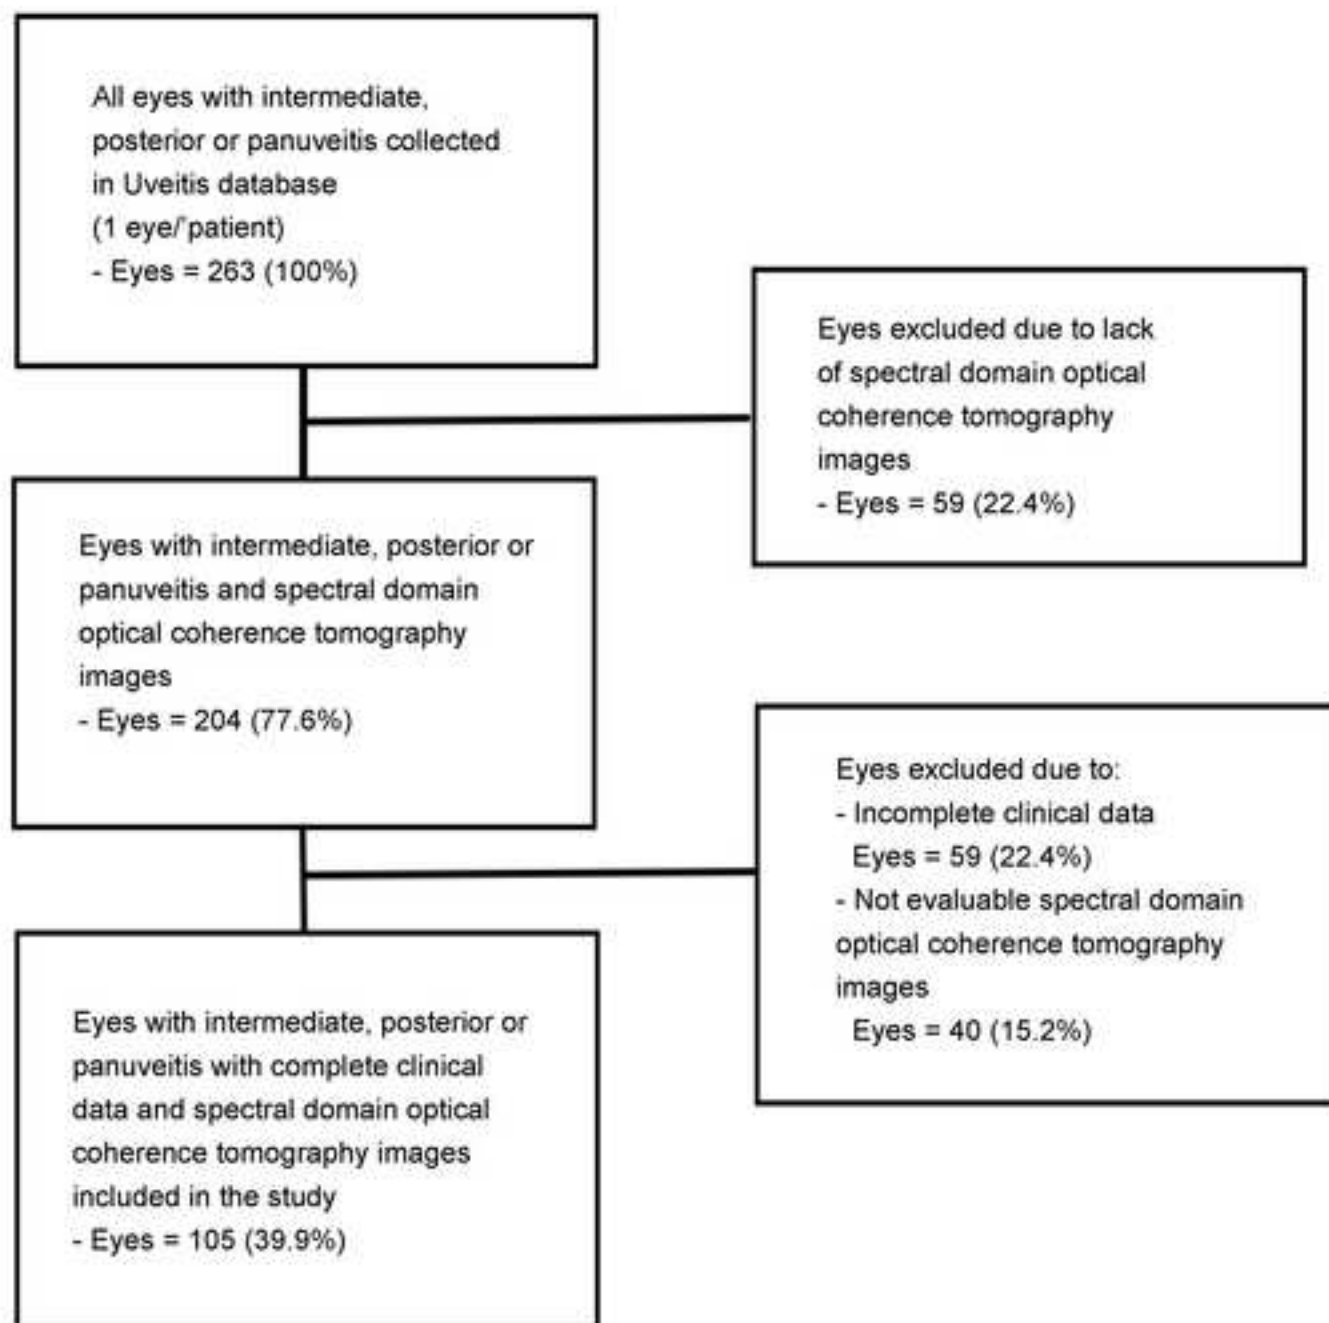 All eyes with intermediate,
posterior or panuveitis collected
in Uveitis database
(1 eye/'patient)
- Eyes = 263 (100%)
Eyes excluded due to lack
of spectral domain optical
coherence tomography
images
- Eyes = 59 (22.4%)
Eyes with intermediate, posterior or
panuveitis and spectral domain
optical coherence tomography
images
- Eyes = 204 (77.6%)
Eyes excluded due to:
- Incomplete clinical data
Eyes = 59 (22.4%)
- Not evaluable spectral domain
optical coherence tomography
images
Eyes = 40 (15.2%)
Eyes with intermediate, posterior or
panuveitis with complete clinical
data and spectral domain optical
coherence tomography images
included in the study
- Eyes = 105 (39.9%)